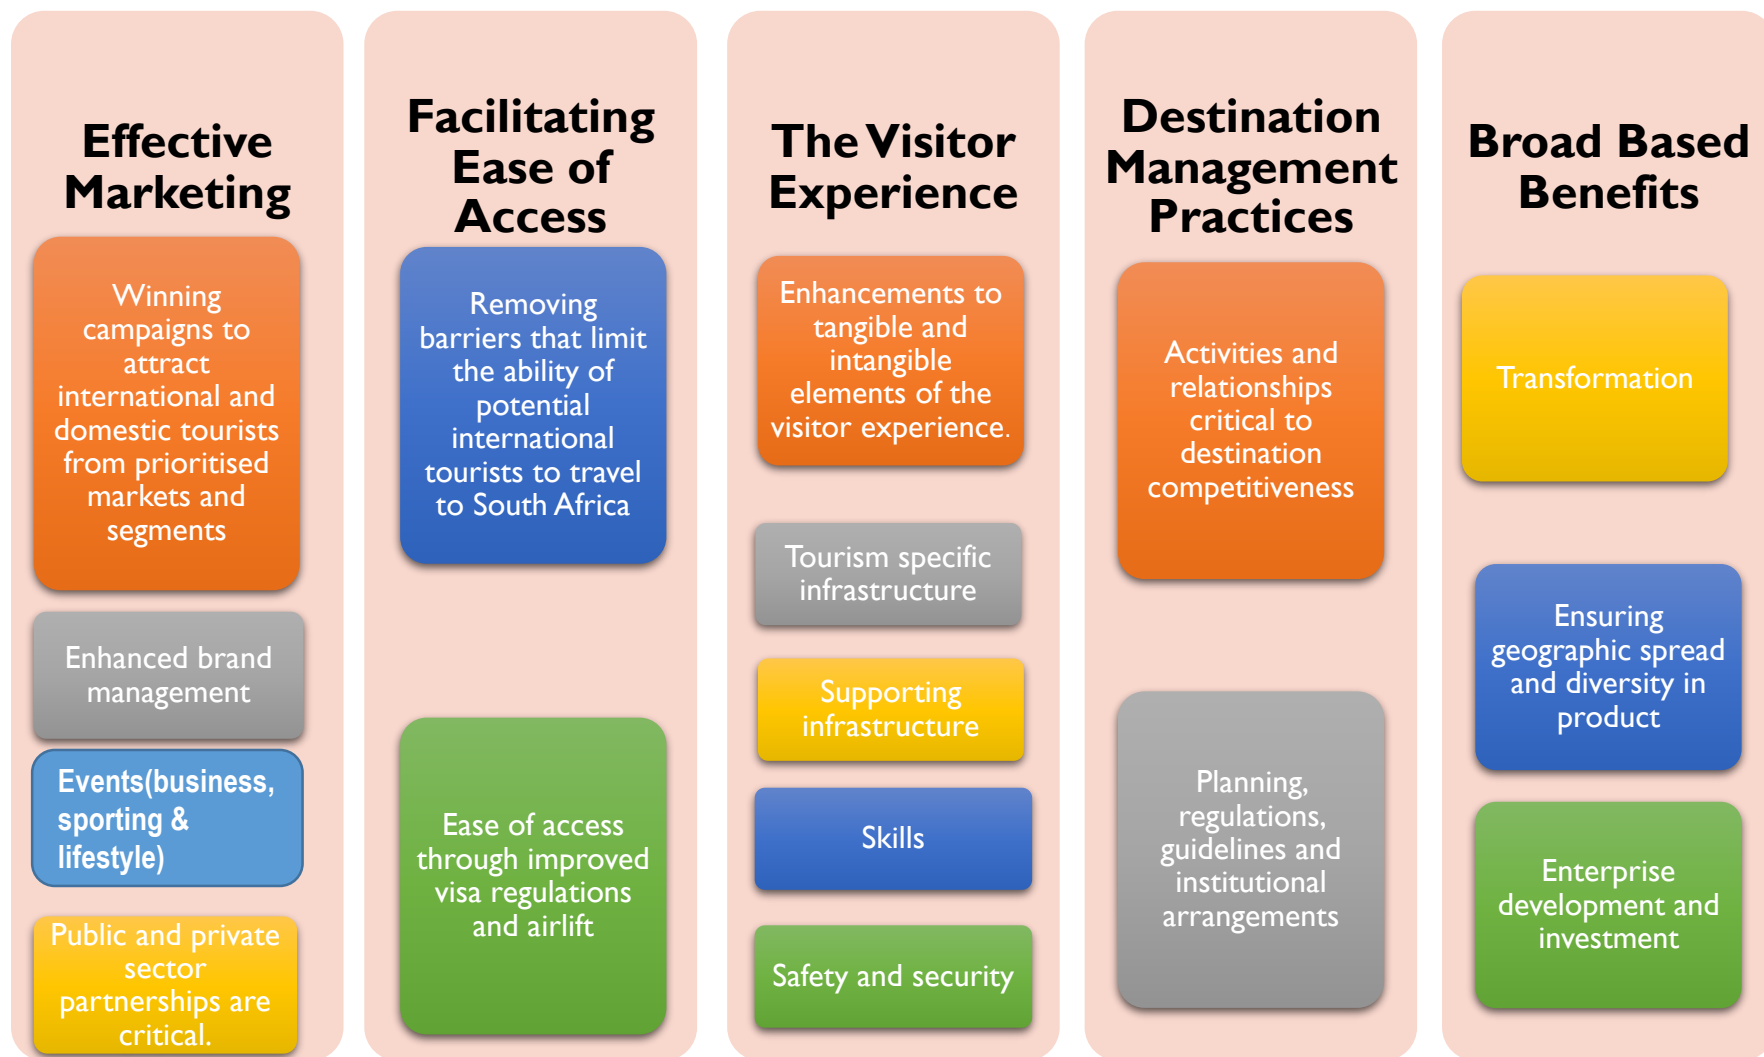 Effective
Marketing
Winning
campaigns to
attract
international and
domestic tourists
from prioritised
markets and
segments
Enhanced brand
management
Events(business,
sporting &
lifestyle)
Public and private
sector
partnerships are
critical.
Facilitating
Ease of
Access
Removing
barriers that limit
the ability of
potential
international
tourists to travel
to South Africa
Ease of access
through improved
visa regulations
and airlift
The Visitor
Experience
Enhancements to
tangible and
intangible
elements of the
visitor experience.
Tourism specific
infrastructure
Supporting
infrastructure
Skills
Safety and security
Destination
Management
Practices
Activities and
relationships
critical to
destination
competitiveness
Planning,
regulations,
guidelines and
institutional
arrangements
Broad Based
Benefits
Transformation
Ensuring
geographic spread
and diversity in
product
Enterprise
development and
investment